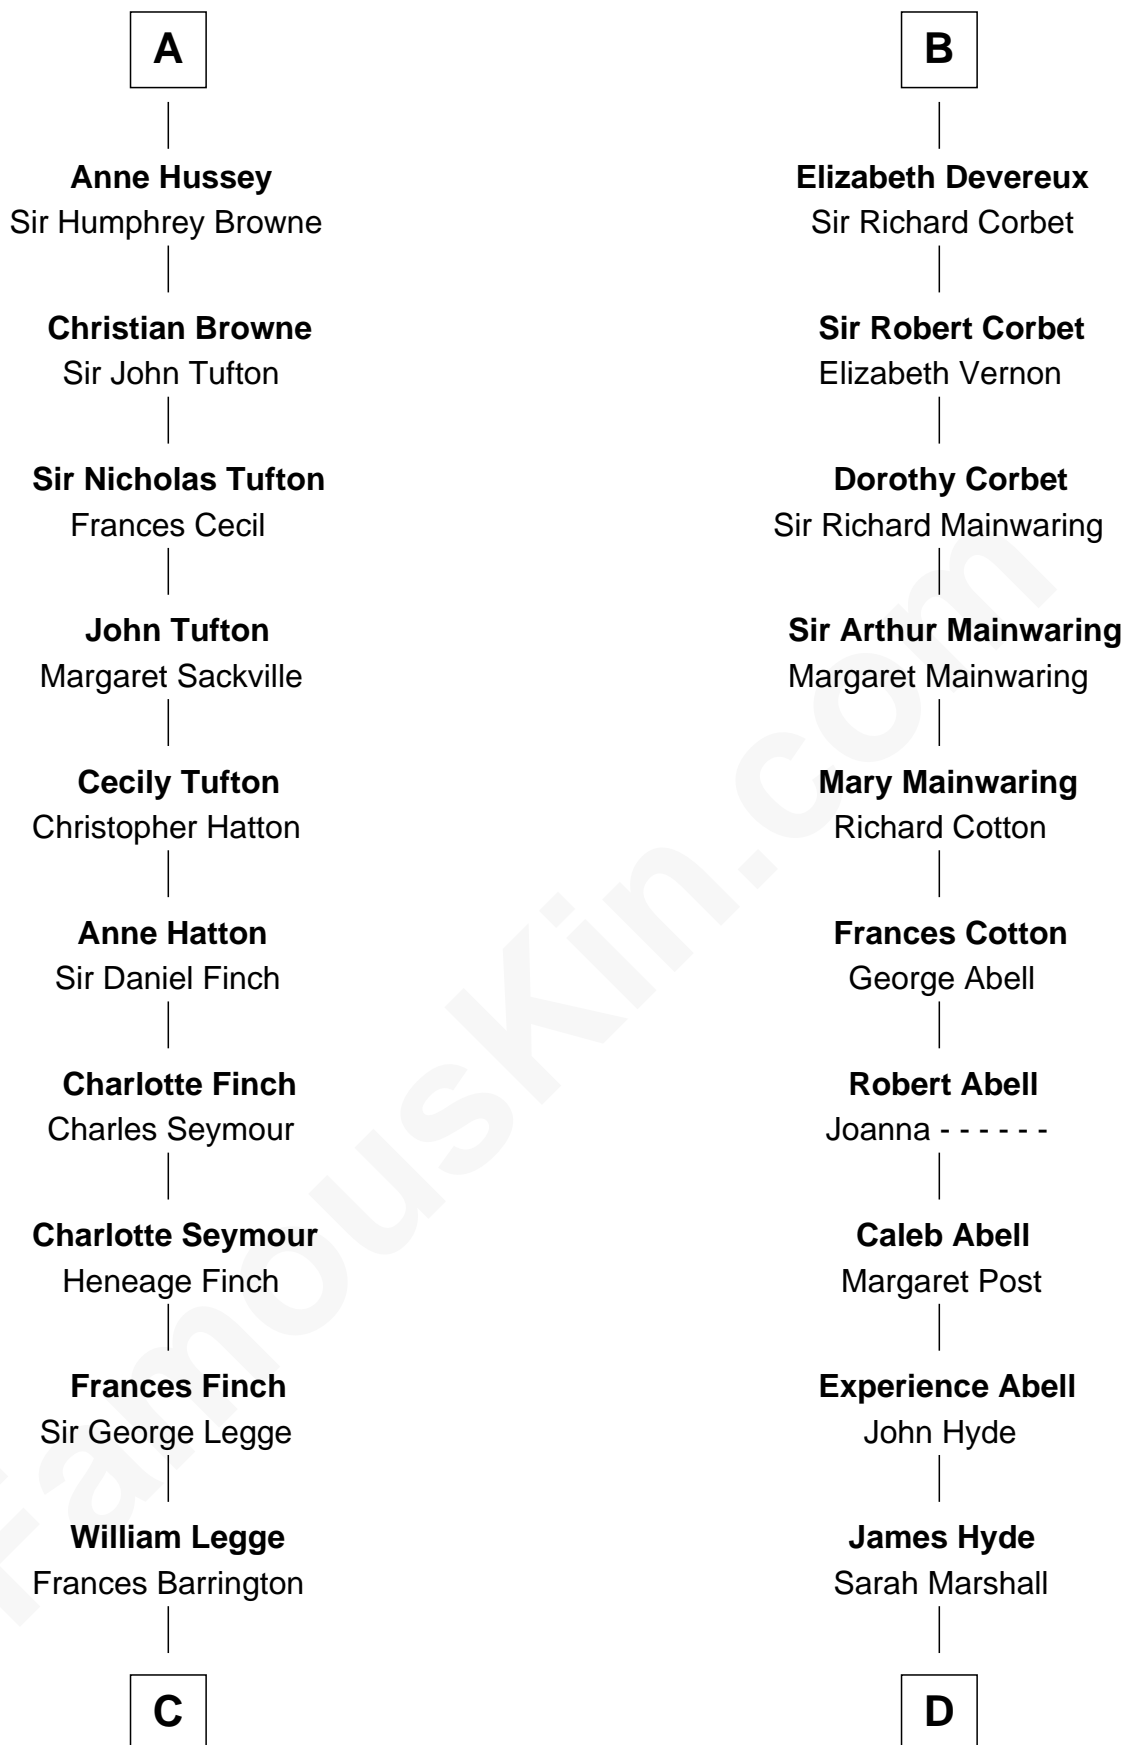 A
Anne Hussey
Sir Humphrey Browne
Christian Browne
Sir John Tufton
Sir Nicholas Tufton
Frances Cecil
John Tufton
Margaret Sackville
Cecily Tufton
Christopher Hatton
Anne Hatton
Sir Daniel Finch
Charlotte Finch
Charles Seymour
Charlotte Seymour
Heneage Finch
Frances Finch
Sir George Legge
William Legge
Frances Barrington
C
B
Elizabeth Devereux
Sir Richard Corbet
Sir Robert Corbet
Elizabeth Vernon
Dorothy Corbet
Sir Richard Mainwaring
Sir Arthur Mainwaring
Margaret Mainwaring
Mary Mainwaring
Richard Cotton
Frances Cotton
George Abell
Robert Abell
Joanna - - - - - -
Caleb Abell
Margaret Post
Experience Abell
John Hyde
James Hyde
Sarah Marshall
D
FamousKin.com